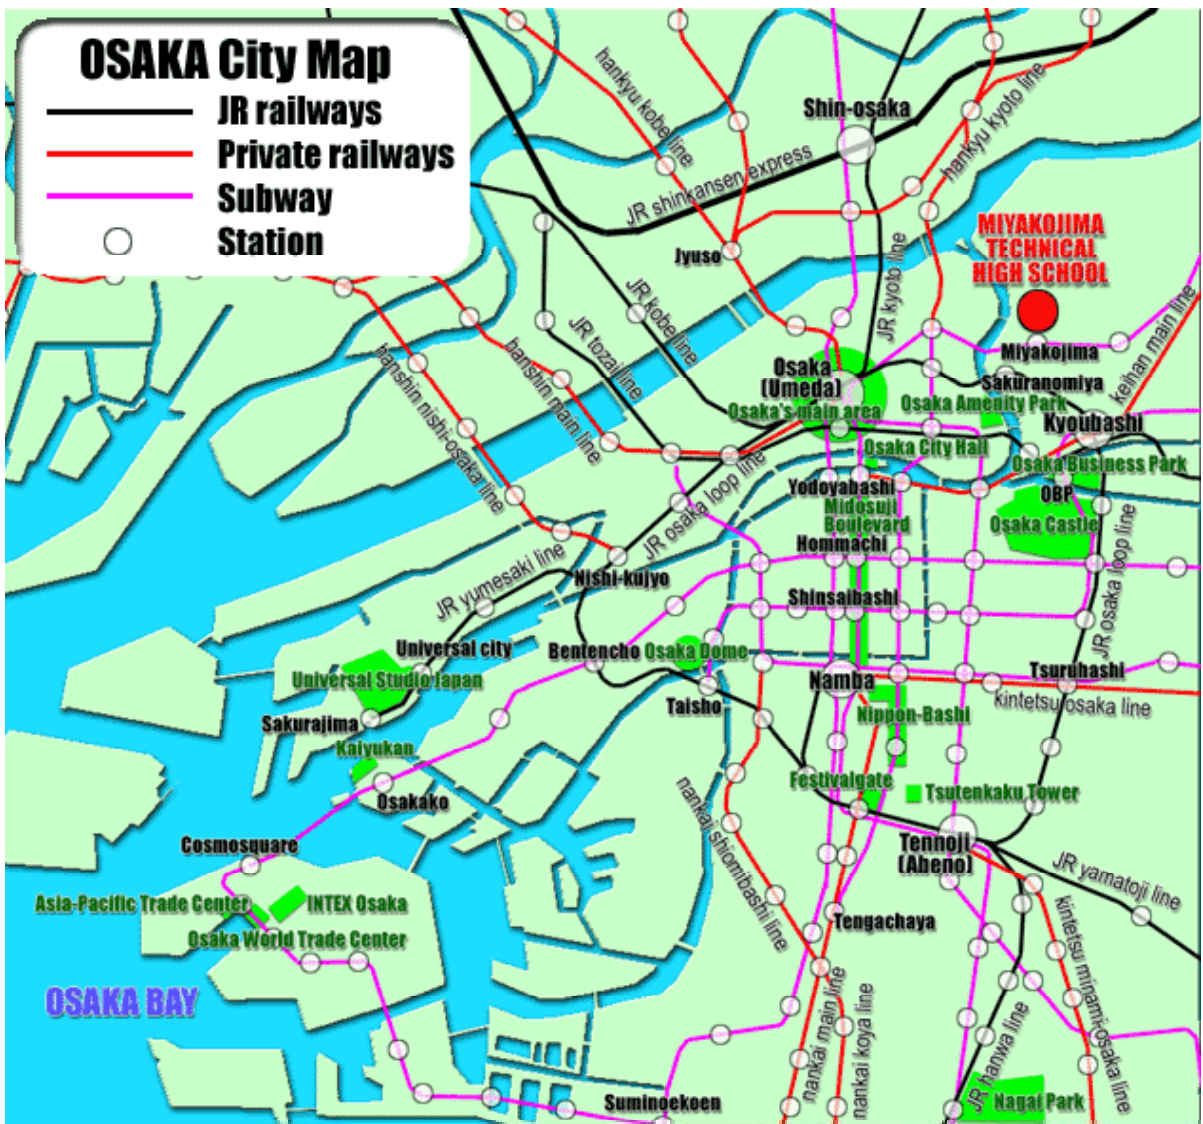 OSAKA City Map
JR railways
Private railways
Subway
Station
hankyu kobe line
Shin-osaka
hankyu kyoto line
JR shinkansen express
MIYAKOJIMA
TECHNICAL
HIGH SCHOOL
Jyuso
JR kyoto line
JR kobe line
JR tozai line
hanshin nishi-osaka line
hanshim main line
keihan main line
Miyakojima
Osaka
(Umeda)
Sakuranomiya
Osaka's main area
Osaka Amenity Park
Kyoubashi
Osaka City Hall
Osaka Business Park
JR osaka loop line
Yodoyabashi
OBP
Midosuji
Boulevard
Osaka Castle
Hommachi
JR yumesaki line
Nishi-kujyo
Shinsaibashi
JR osaka loop line
Universal city
Bentencho
Osaka Dome
Universal Studio Japan
Namba
Tsuruhashi
Taisho
kintetsu osaka line
Sakurajima
Nippon-Bashi
Kaiyukan
Festivalgate
Tsutenkaku Tower
Osakako
nankai shiomibashi line
Cosmosquare
Tennoji
(Abeno)
JR yamatoji line
Asia-Pacific Trade Center
INTEX Osaka
Tengachaya
kintetsu minami-osaka line
Osaka World Trade Center
OSAKA BAY
nankai main line
nankai koya line
JR hanwa line
Suminoekoen
Nagai Park